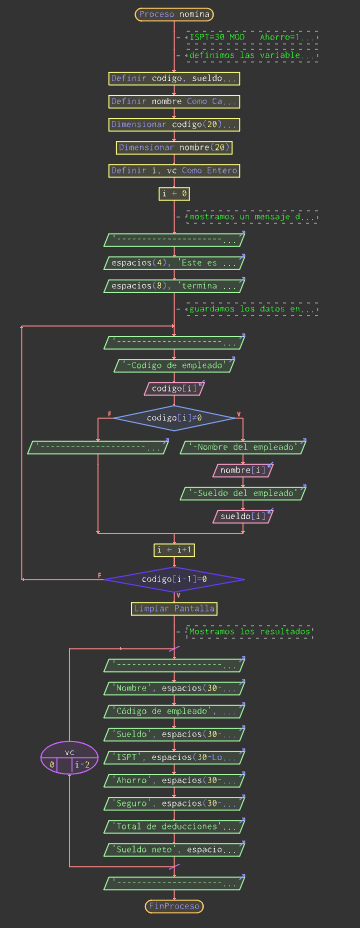 Proceso nomina
ISPT=30 MOD Ahorro=1...
definimos las variable...
Definir codigo, sueldo...
Definir nombre Como Ca...
Dimensionar codigo(20)...
Dimensionar nombre(20)
Definir i, vc Como Entero
i ← 0
mostramos un mensaje d...
'---------------------...
espacios(4), 'Este es ...
espacios(8), 'termina ...
guardamos los datos en...
'---------------------...
'-Codigo de empleado'
codigo[i]
codigo[i]≠0
F
V
'---------------------...
'-Nombre del empleado'
nombre[i]
'-Sueldo del empleado'
sueldo[i]
i ← i+1
codigo[i-1]=0
F
V
Limpiar Pantalla
Mostramos los resultados'
'---------------------...
'Nombre', espacios(30-...
'Código de empleado', ...
'Sueldo', espacios(30-...
vc
0 i-2
'ISPT', espacios(30-Lo...
'Ahorro', espacios(30-...
'Seguro', espacios(30-...
'Total de deducciones'...
'Sueldo neto', espacio...
'---------------------...
FinProceso